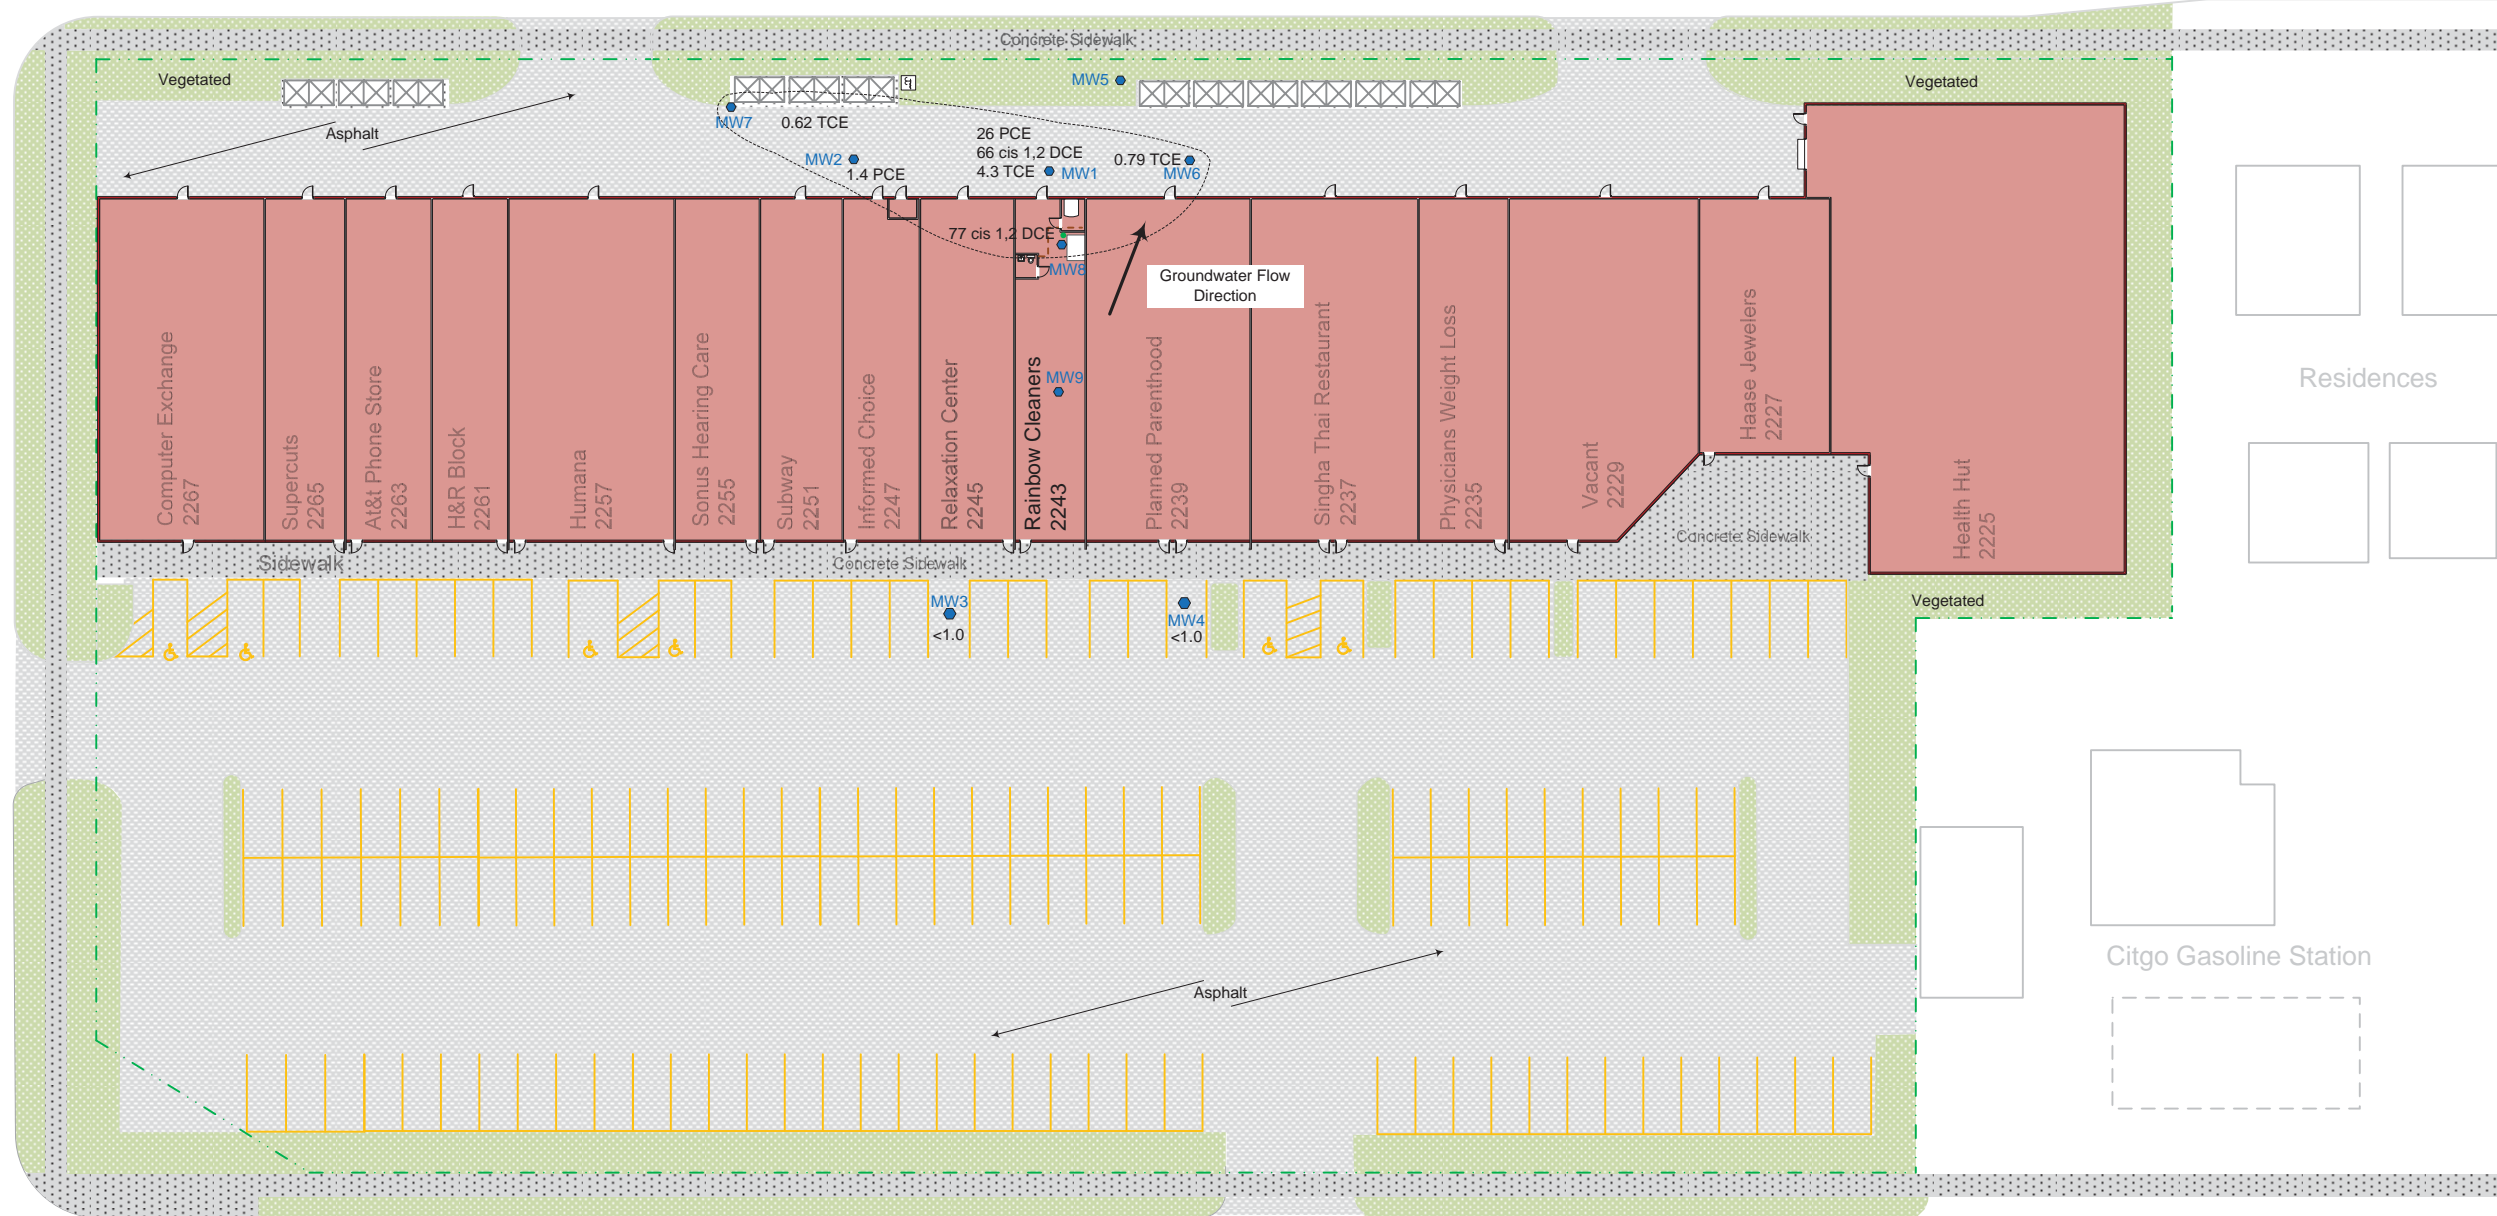 Concrete Sidewalk
Vegetated
MW5
Vegetated
MW7
0.62 TCE
Asphalt
26 PCE
66 cis 1,2 DCE
4.3 TCE
MW1
MW2
1.4 PCE
0.79 TCE
MW6
77 cis 1,2 DCE
MW8
Groundwater Flow
Direction
MW9
Computer Exchange
2267
Supercuts
2265
At&t Phone Store
2263
H&R Block
2261
Humana
2257
Sonus Hearing Care
2255
Subway
2251
Informed Choice
2247
Relaxation Center
2245
Rainbow Cleaners
2243
Planned Parenthood
2239
Singha Thai Restaurant
2237
Physicians Weight Loss
2235
Vacant
2229
Haase Jewelers
2227
Health Hut
2225
Residences
Sidewalk
Concrete Sidewalk
Concrete Sidewalk
MW3
<1.0
MW4
<1.0
Vegetated
Asphalt
Citgo Gasoline Station